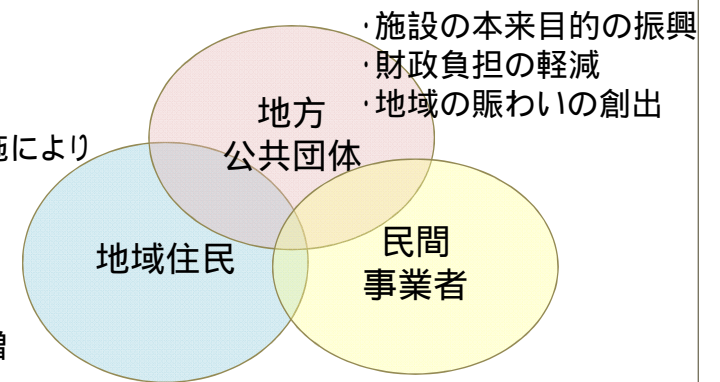 ・施設の本来目的の振興
・財政負担の軽減
・地域の賑わいの創出
地方
公共団体
施により
地域住民
民間
事業者
増